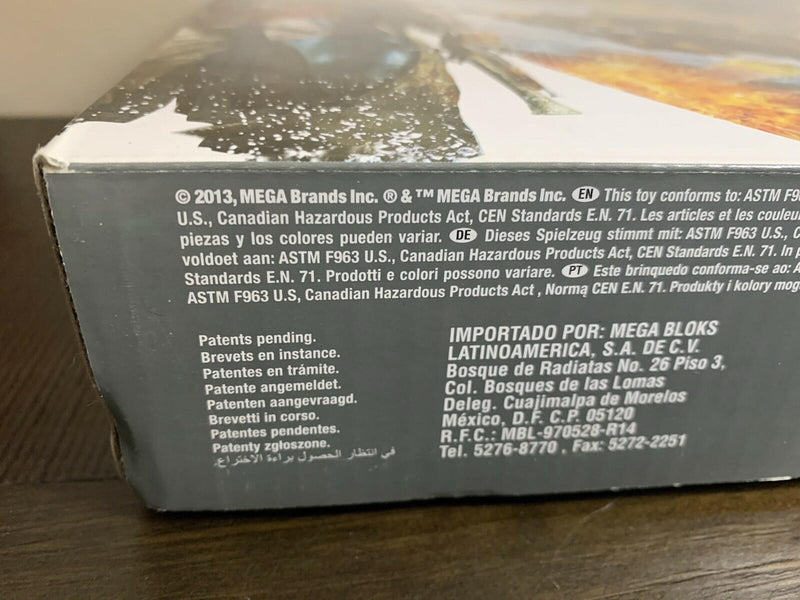 © 2013, MEGA Brands Inc. ® & ™ MEGA Brands Inc. EN This toy conforms to: ASTM
U.S., Canadian Hazardous Products Act, CEN Standards E.N. 71. Les articles et les
piezas y los colores pueden variar. DE Dieses Spielzeug stimmt mit: ASTM F963 U.S.,
voldoet aan: ASTM F963 U.S., Canadian Hazardous Products Act, CEN Standards E.N. 71. In
Standards E.N. 71. Prodotti e colori possono variare. PT Este brinquedo conforma-se ao:
ASTM F963 U.S, Canadian Hazardous Products Act , Normą CEN E.N. 71. Produkty i kolory
Patents pending.
Brevets en instance.
Patentes en trámite.
Patente angemeldet.
Patenten aangevraagd.
Brevetti in corso.
Patentes pendentes.
Patenty zgłoszone.
في انتظار الحصول براءة الاختراع.
IMPORTADO POR: MEGA BLOKS
LATINOAMERICA, S.A. DE C.V.
Bosque de Radiatas No. 26 Piso 3,
Col. Bosques de las Lomas
Deleg. Cuajimalpa de Morelos
México, D.F. C.P. 05120
R.F.C.: MBL-970528-R14
Tel. 5276-8770 , Fax: 5272-2251